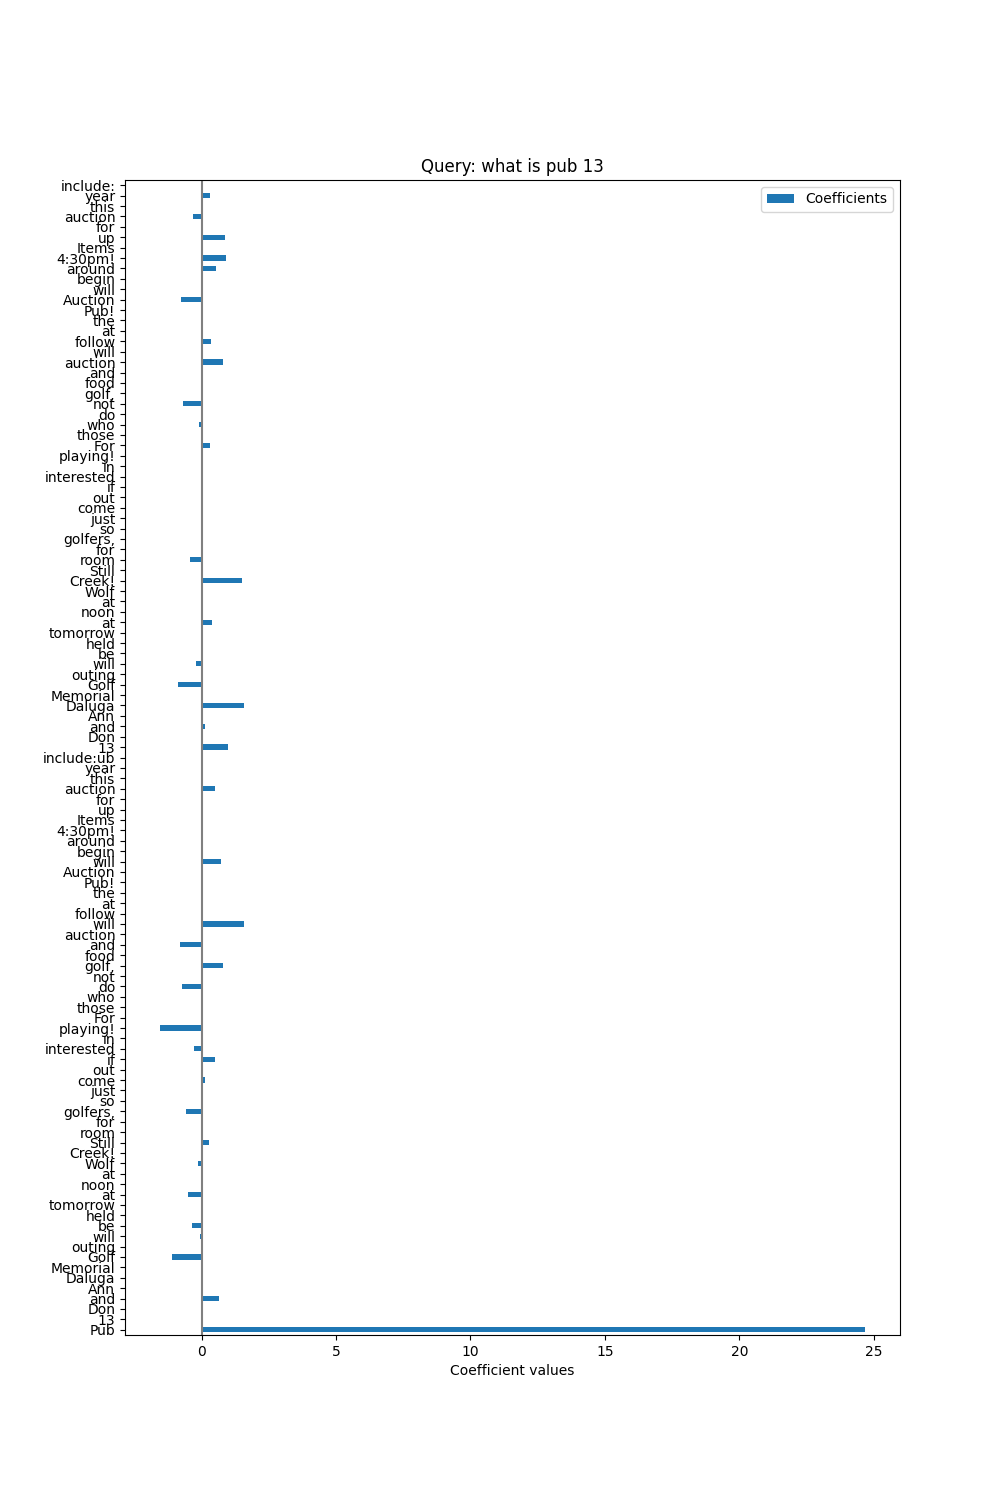 Query: what is pub 13
Coefficients
include:
year
this
auction
for
up
Items
4:30pm!
around
begin
will
Auction
Pub!
the
at
follow
will
auction
and
food
golf,
not
do
who
those
For
playing!
in
interested
if
out
come
just
so
golfers,
for
room
Still
Creek!
Wolf
at
noon
at
tomorrow
held
be
will
outing
Golf
Memorial
Daluga
Ann
and
Don
13
include:ub
year
this
auction
for
up
Items
4:30pm!
around
begin
will
Auction
Pub!
the
at
follow
will
auction
and
food
golf,
not
do
who
those
For
playing!
in
interested
if
out
come
just
so
golfers,
for
room
Still
Creek!
Wolf
at
noon
at
tomorrow
held
be
will
outing
Golf
Memorial
Daluga
Ann
and
Don
13
Pub
0 5 10 15 20 25
Coefficient values